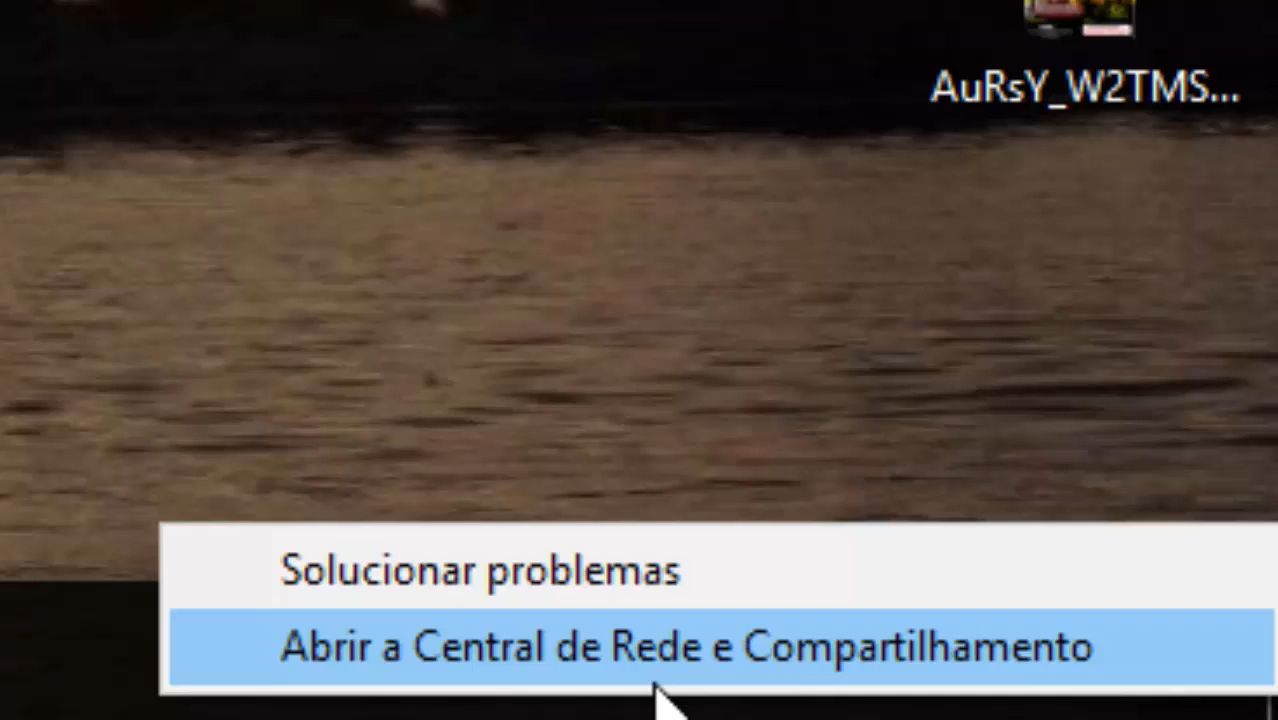 AuRsY_W2TMS...
Solucionar problemas
Abrir a Central de Rede e Compartilhamento